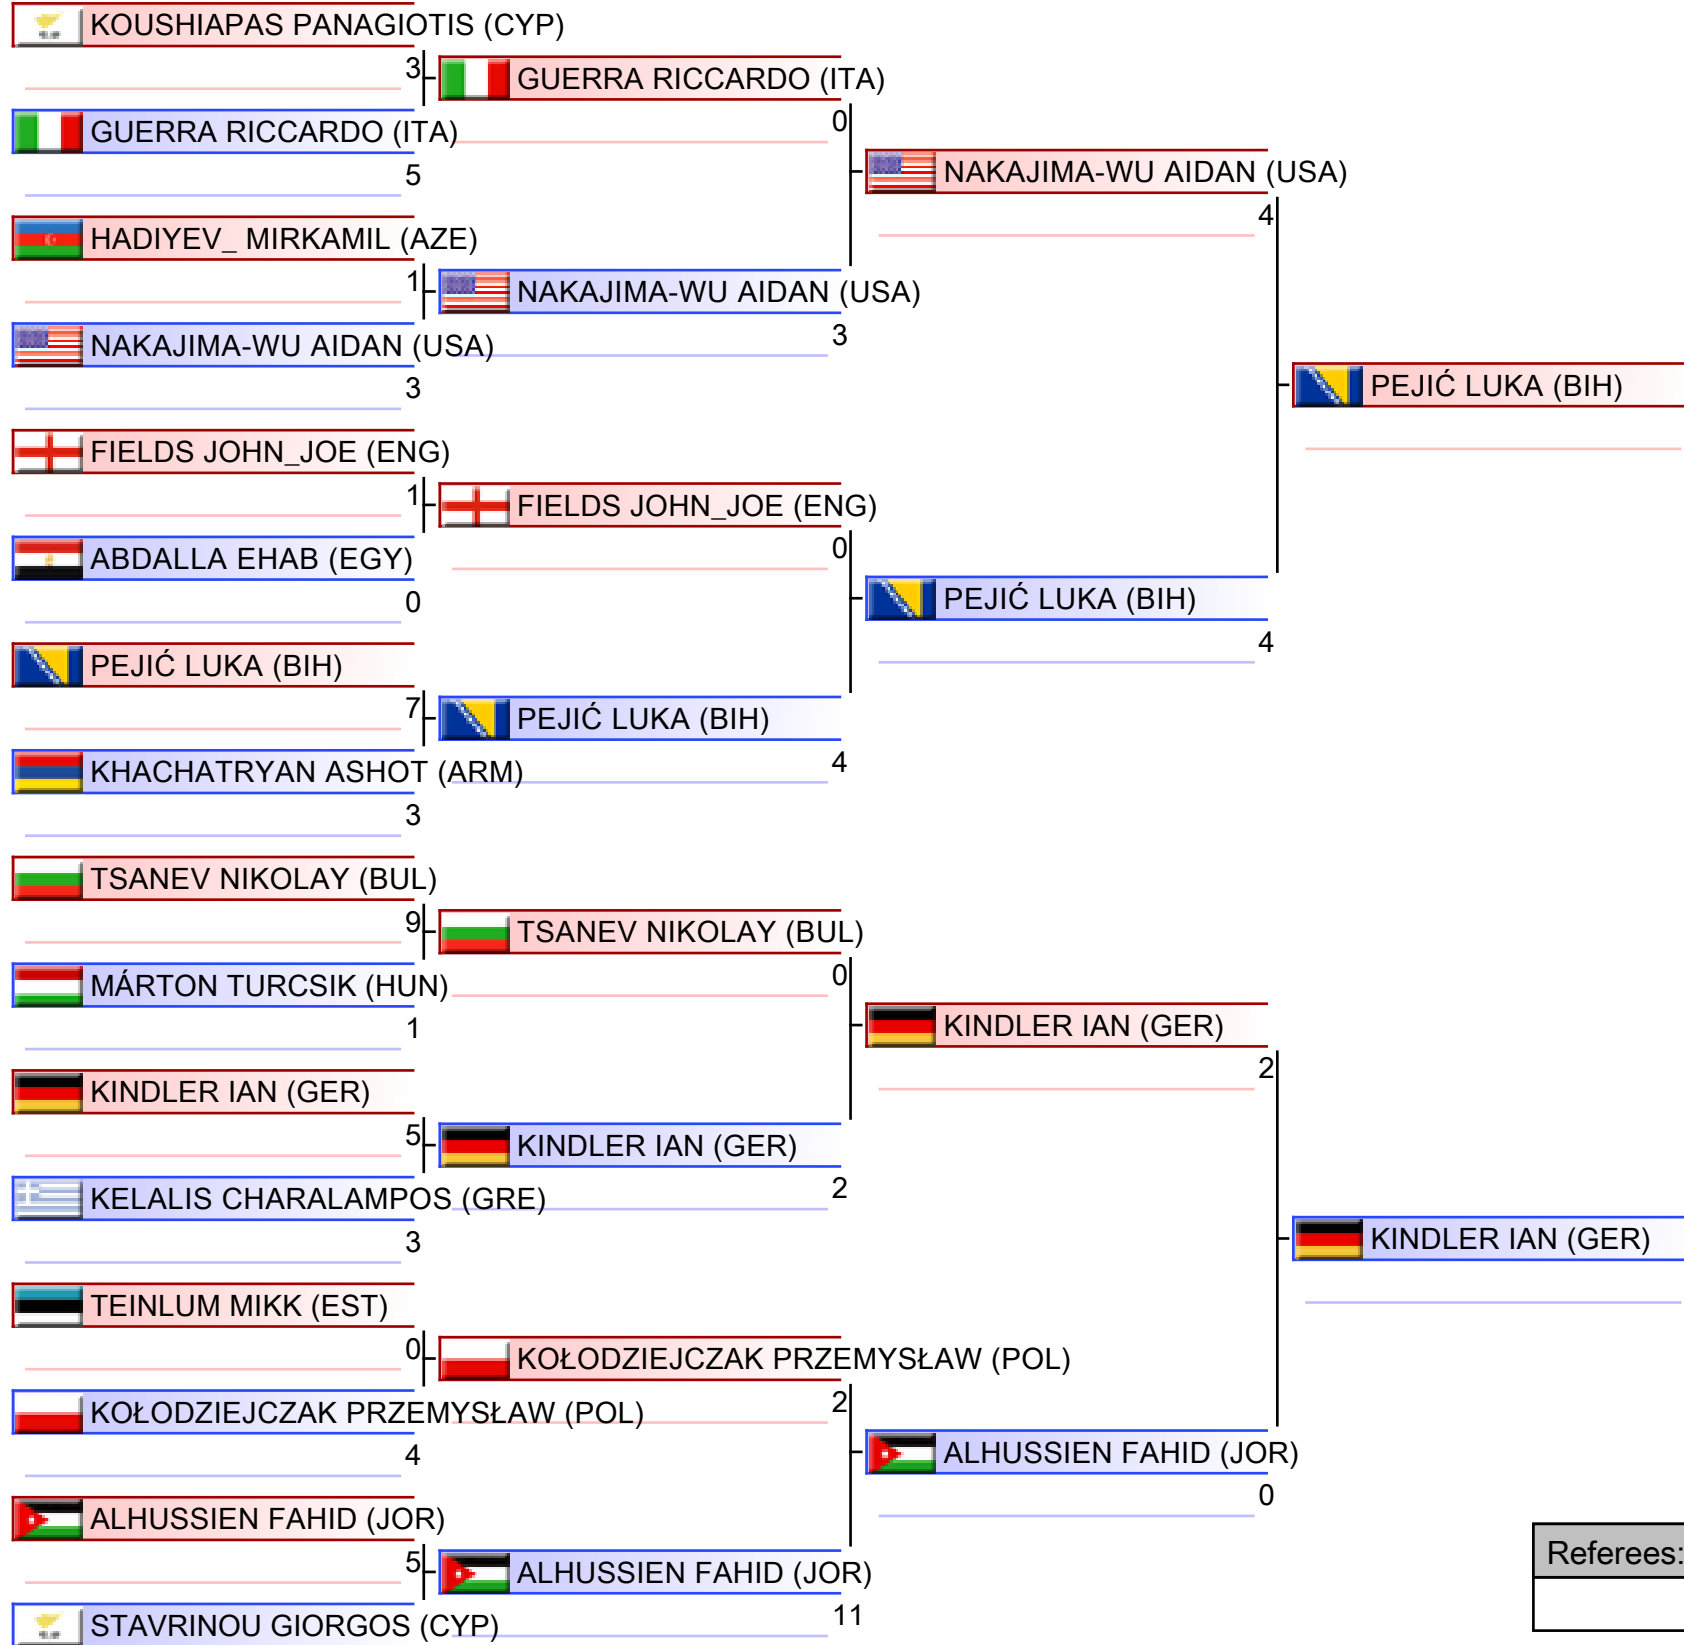 KOUSHIAPAS PANAGIOTIS (CYP)
3
GUERRA RICCARDO (ITA)
GUERRA RICCARDO (ITA)
0
5
NAKAJIMA-WU AIDAN (USA)
4
HADIYEV_ MIRKAMIL (AZE)
1
NAKAJIMA-WU AIDAN (USA)
NAKAJIMA-WU AIDAN (USA)
3
3
PEJIĆ LUKA (BIH)
FIELDS JOHN_JOE (ENG)
1
FIELDS JOHN_JOE (ENG)
ABDALLA EHAB (EGY)
0
0
PEJIĆ LUKA (BIH)
4
PEJIĆ LUKA (BIH)
7
PEJIĆ LUKA (BIH)
KHACHATRYAN ASHOT (ARM)
4
3
TSANEV NIKOLAY (BUL)
9
TSANEV NIKOLAY (BUL)
MÁRTON TURCSIK (HUN)
0
1
KINDLER IAN (GER)
2
KINDLER IAN (GER)
5
KINDLER IAN (GER)
KELALIS CHARALAMPOS (GRE)
2
3
KINDLER IAN (GER)
TEINLUM MIKK (EST)
0
KOŁODZIEJCZAK PRZEMYSŁAW (POL)
KOŁODZIEJCZAK PRZEMYSŁAW (POL)
2
4
ALHUSSIEN FAHID (JOR)
0
ALHUSSIEN FAHID (JOR)
5
ALHUSSIEN FAHID (JOR)
STAVRINOU GIORGOS (CYP)
11
Referees: